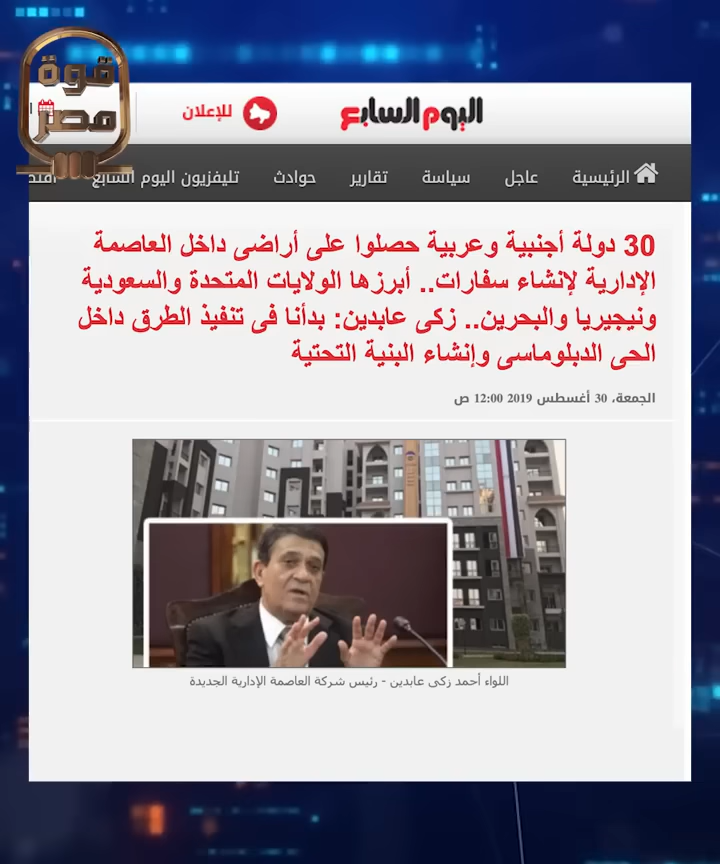 قوة
مصر
للإعلان
اليوم السابع
الرئيسية
عاجل
سياسة
تقارير
حوادث
تليفزيون اليوم السابع
30 دولة أجنبية وعربية حصلوا على أراضى داخل العاصمة
الإدارية لإنشاء سفارات.. أبرزها الولايات المتحدة والسعودية
ونيجيريا والبحرين.. زكى عابدين: بدأنا فى تنفيذ الطرق داخل
الحى الدبلوماسى وإنشاء البنية التحتية
الجمعة، 30 أغسطس 2019 12:00 ص
اللواء أحمد زكى عابدين - رئيس شركة العاصمة الإدارية الجديدة